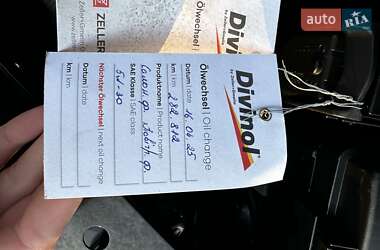 auto RIA
ZELLER
Divinol
Divinol
Ölwechsel | Oil change
Datum | date 16 04 25
km | km 282 812
Produktname | Product name
SAE Klasse | SAE class:
5w-30
Nächster Ölwechsel | next oil change
Datum | date
km | km